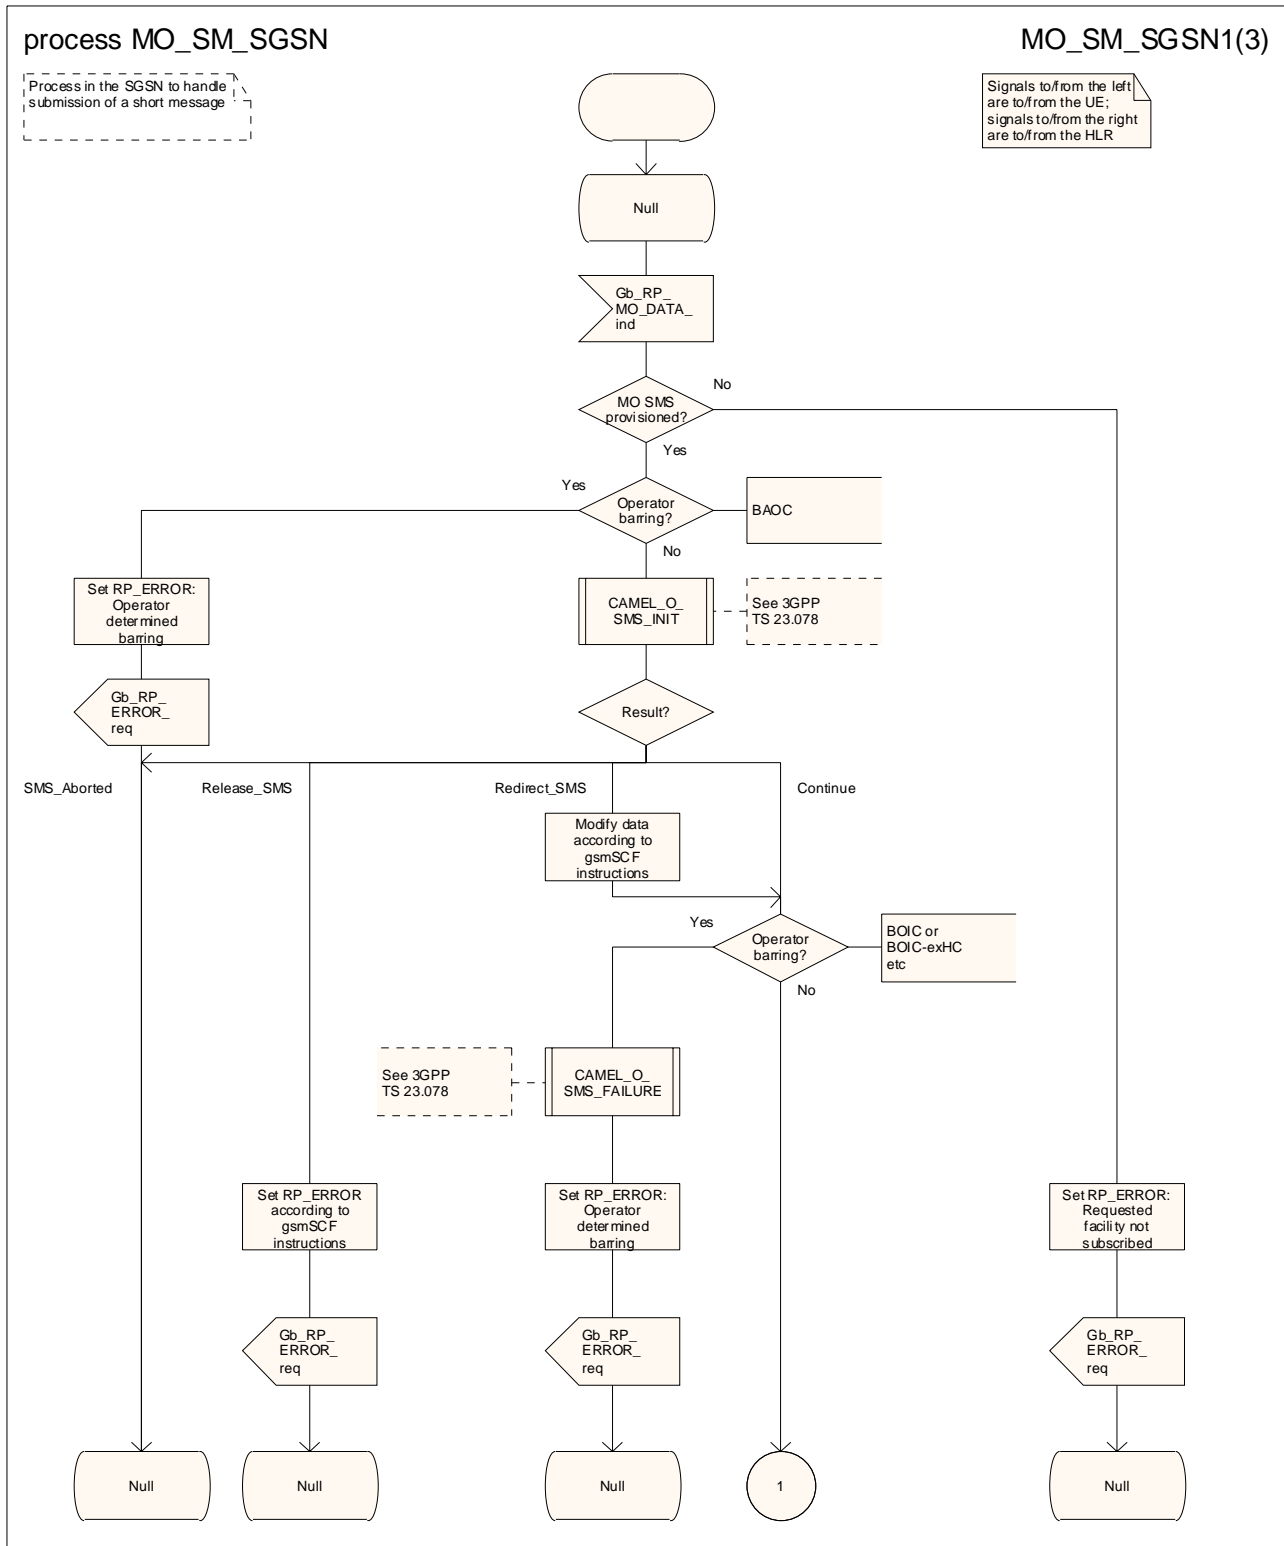 process MO_SM_SGSN
MO_SM_SGSN1(3)
Process in the SGSN to handle
submission of a short message
Signals to/from the left
are to/from the UE;
signals to/from the right
are to/from the HLR
Null
Gb_RP_
MO_DATA_
ind
No
MO SMS
provisioned?
Yes
Yes
Operator
barring?
BAOC
No
Set RP_ERROR:
Operator
determined
barring
CAMEL_O_
SMS_INIT
See 3GPP
TS 23.078
Gb_RP_
ERROR_
req
Result?
SMS_Aborted
Release_SMS
Redirect_SMS
Continue
Modify data
according to
gsmSCF
instructions
Yes
Operator
barring?
BOIC or
BOIC-exHC
etc
No
See 3GPP
TS 23.078
CAMEL_O_
SMS_FAILURE
Set RP_ERROR
according to
gsmSCF
instructions
Set RP_ERROR:
Operator
determined
barring
Set RP_ERROR:
Requested
facility not
subscribed
Gb_RP_
ERROR_
req
Gb_RP_
ERROR_
req
Gb_RP_
ERROR_
req
Null
Null
Null
1
Null